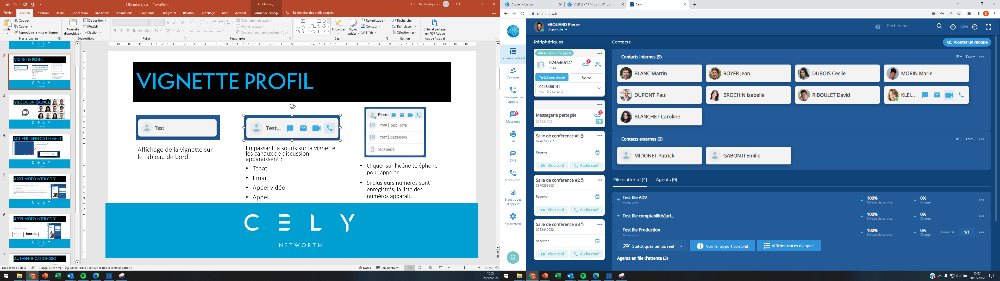 CELY mise à jour - PowerPoint
Outils Image
Edith De Montgolfier
ED
Fichier
Accueil
Insertion
Dessin
Conception
Transitions
Animations
Diaporama
Enregistrer
Révision
Affichage
Aide
Acrobat
Format de l'image
Rechercher des outils adaptés
Coller
Couper
Copier
Reproduire la mise en forme
Presse-papiers
Nouvelle
diapositive
Disposition
Rétablir
Section
Diapositives
G I S S abc AV Aa A
Police
Orientation du texte
Aligner le texte
Convertir en graphique SmartArt
Paragraphe
Organiser
Styles
rapides
Remplissage
Contour
Effets
Dessin
Rechercher
Remplacer
Sélectionner
Édition
Créer et partager
un PDF Adobe
Adobe Acrobat
CELY
2
VIGNETTE PROFIL
CELY
3
VIDÉOCONFÉRENCE
CELY
4
ACTIVER L'ENREGISTREMENT
CELY
5
APPEL VIDÉO INTER CELY
CELY
6
APPEL VIDÉO INTER CELY
CELY
7
AUTHENTIFICATION SSO
VIGNETTE PROFIL
Test
Affichage de la vignette sur
le tableau de bord.
Test...
En passant la souris sur la vignette
les canaux de discussion
apparaissent :
• Tchat
• Email
• Appel vidéo
• Appel
Pierre
7000 | 012345678
7007 | 022345678
062345678
• Cliquer sur l'icône téléphone
pour appeler.
• Si plusieurs numéros sont
enregistrés, la liste des
numéros apparait.
CELY
NETWORTH
Diapositive 2 de 8
Français (France)
Accessibilité : consultez nos recommandations
Notes
Commentaires
111 %
15:27
28/12/2022
Accueil - Canva
VISIO2 - 1174 px × 591 px
Cely
client.netw.fr
E
EBOUARD Pierre
Disponible
Rechercher...
120%
Tableau de bord
Contacts
Historique des
appels
1
Messages
Fax
SMS
SMS
Menu vocal
Statistiques
d'appels
Paramètres
Périphériques
Utiliser pour les appels
0246466141
7141
1
Téléphone virtuel
Renvoi
0246466141
Numéro sortant
Messagerie partagée
0253442031
1
1%
Salle de conférence #1
0970283062
Réserver
Visio conf
Audio conf
Salle de conférence #2
0970283063
Réserver
Visio conf
Audio conf
Salle de conférence #3
0253442032
Réserver
Visio conf
Audio conf
Contacts
Ajouter un groupe
Contacts internes (9)
Tout
BLANC Martin
ROYER Jean
DUBOIS Cecile
MORIN Marie
DUPONT Paul
BROCHIN Isabelle
RIBOULET David
KLEI...
BLANCHET Caroline
Contacts externes (2)
Tout
MIDONET Patrick
GABONTI Emilie
File d'attente (4)
Agents (9)
Test file ADV
Menu vocal
100%
Niveau de service
0%
Charge
Test file comptabilité/juri...
100%
Niveau de service
0%
Charge
Test file Production
Menu vocal
100%
Niveau de service
0%
Charge
Connecté
1/1
Statistiques temps réel
Voir le rapport complet
Afficher traces d'appels
Agents en file d'attente (3)
15:27
28/12/2022